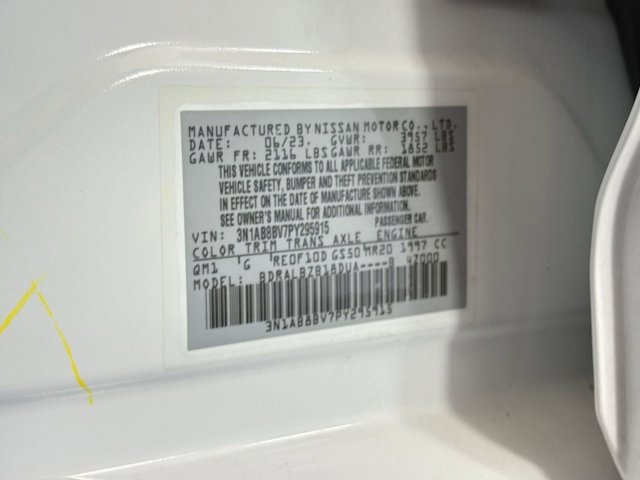 MANUFACTURED BY NISSAN MOTOR CO., LTD.
DATE: 06/23. GVWR: 3957 LBS
GAWR FR: 2116 LBS GAWR RR: 1852 LBS
THIS VEHICLE CONFORMS TO ALL APPLICABLE FEDERAL MOTOR
VEHICLE SAFETY, BUMPER AND THEFT PREVENTION STANDARDS
IN EFFECT ON THE DATE OF MANUFACTURE SHOWN ABOVE.
SEE OWNER'S MANUAL FOR ADDITIONAL INFORMATION.
VIN: 3N1AB8BV7PY295915 PASSENGER CAR.
COLOR TRIM TRANS AXLE ENGINE
QM1 G RE0F10D GS50 MR20 1997 CC
MODEL: BDRALBZB18DUA----B 47000
3N1AB8BV7PY295915